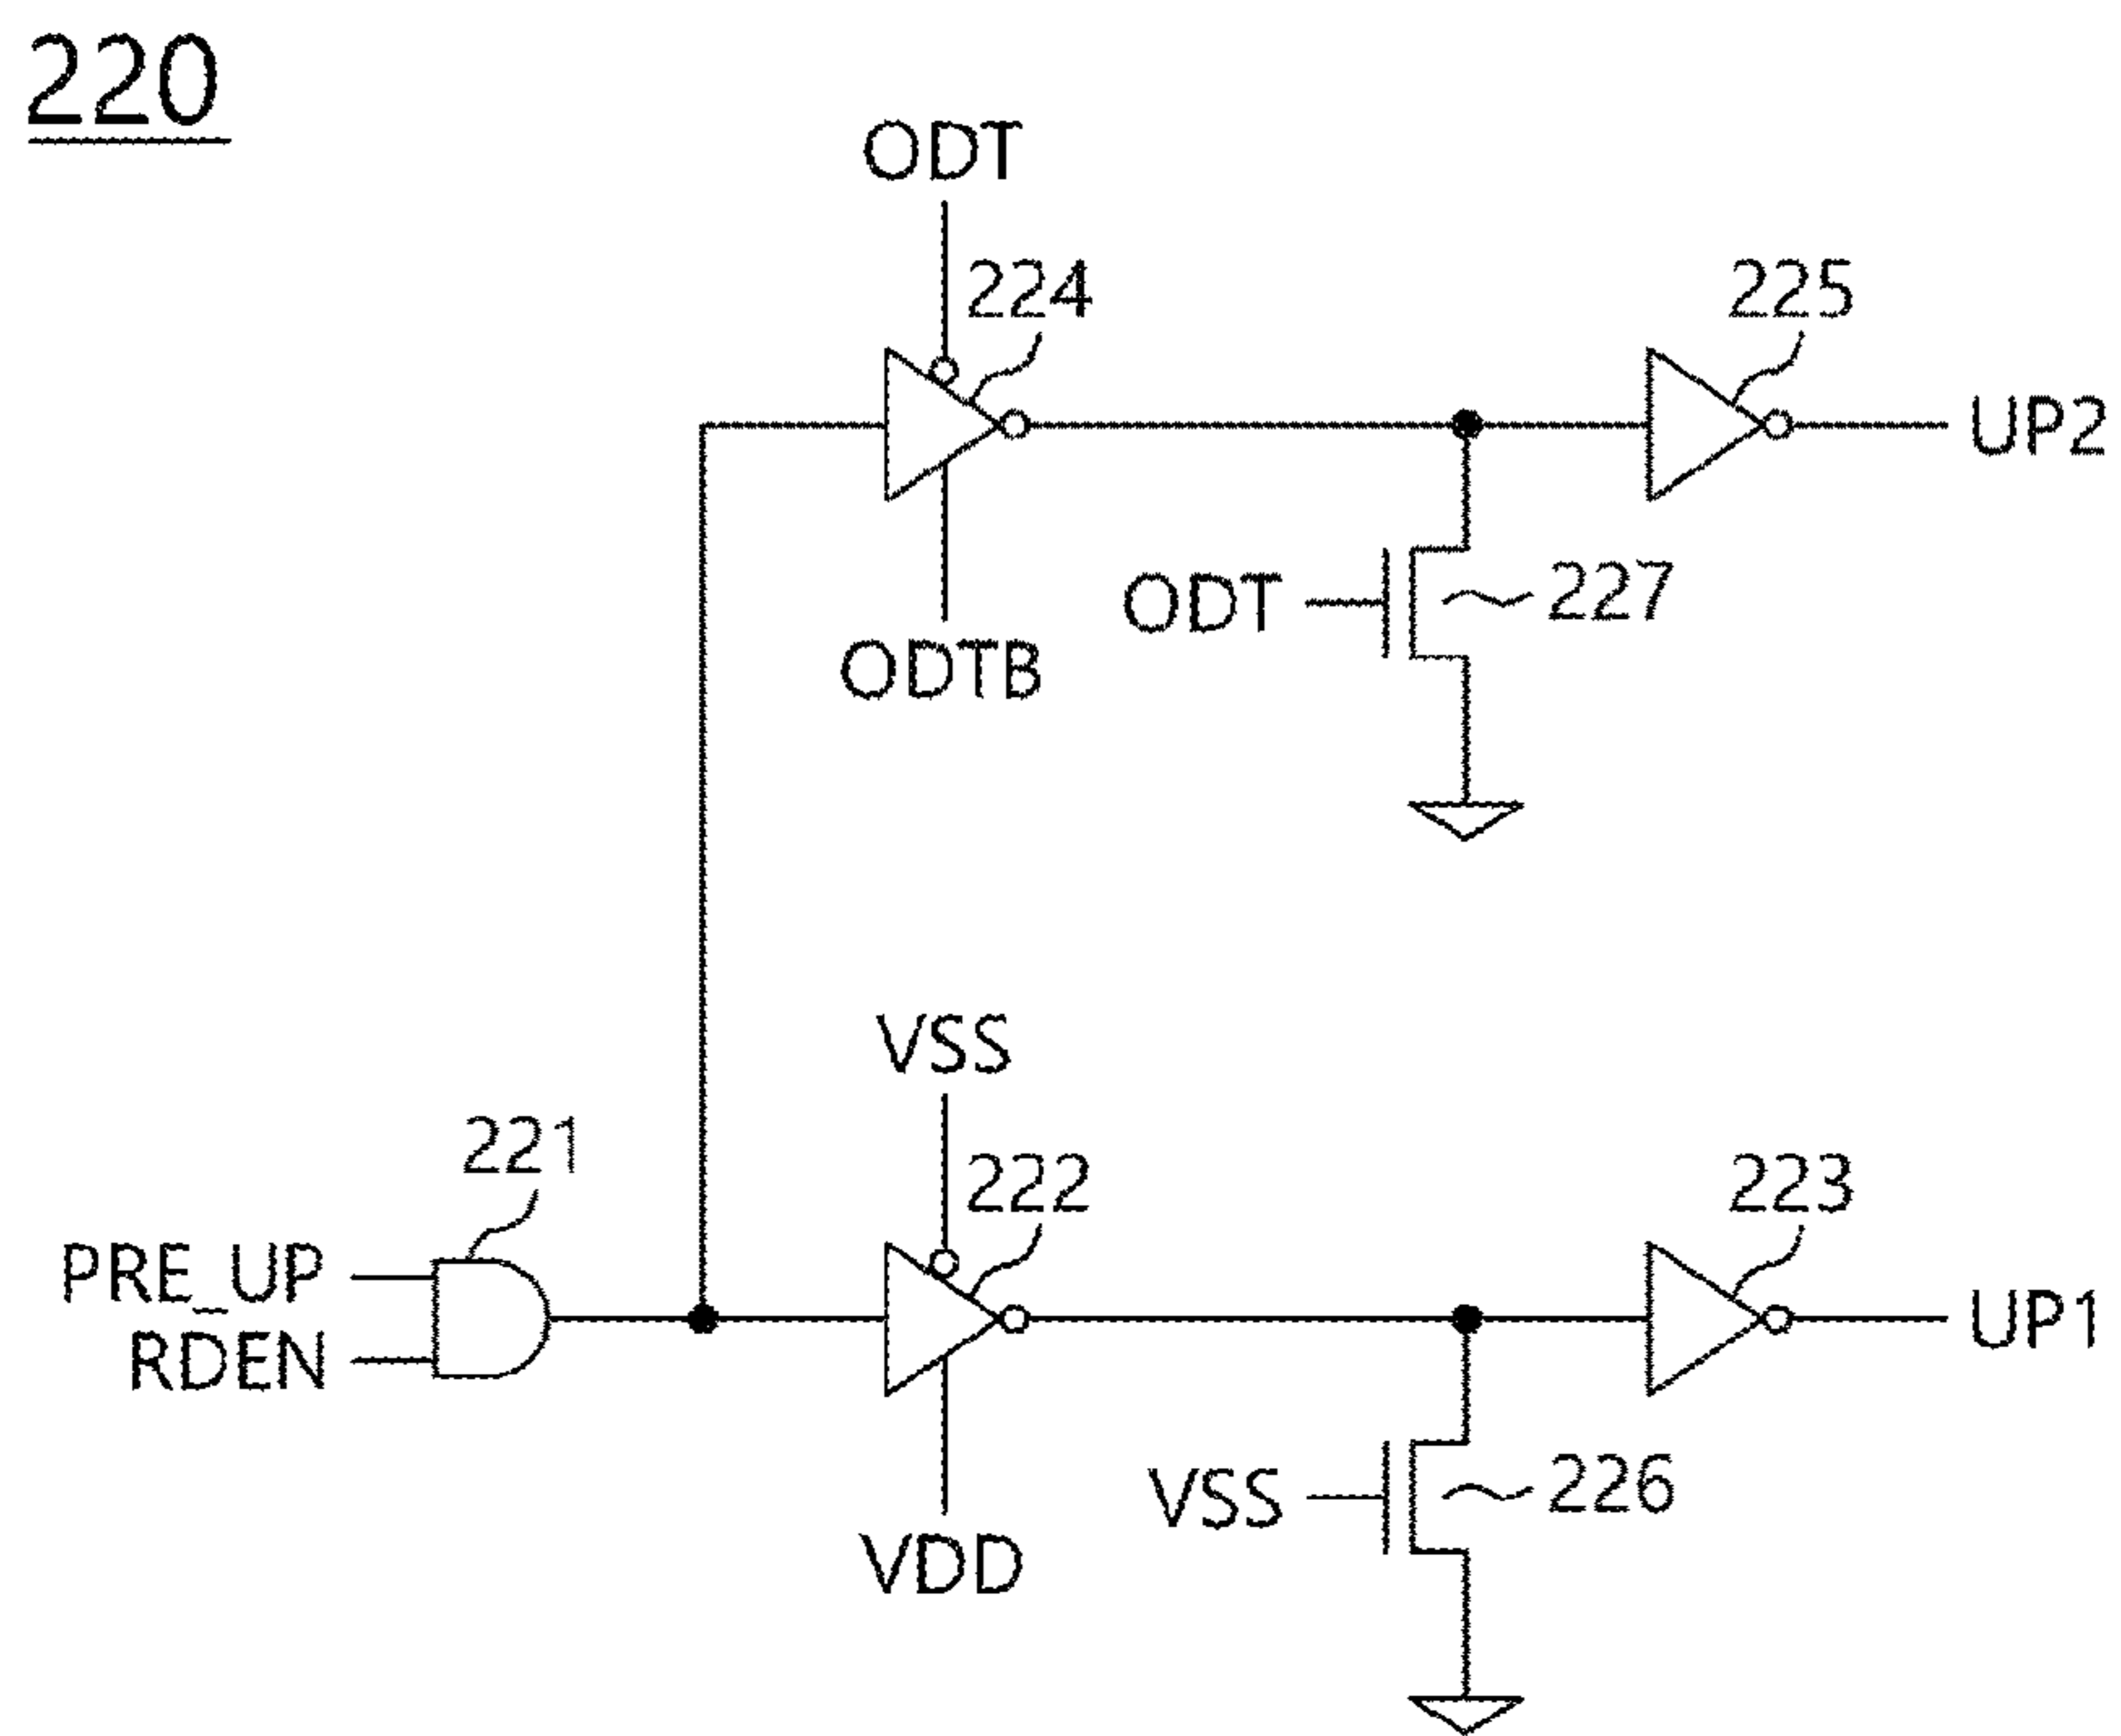 220
ODT
224
225
UP2
ODT
227
ODTB
VSS
221
222
223
PRE_UP
UP1
RDEN
VSS
226
VDD